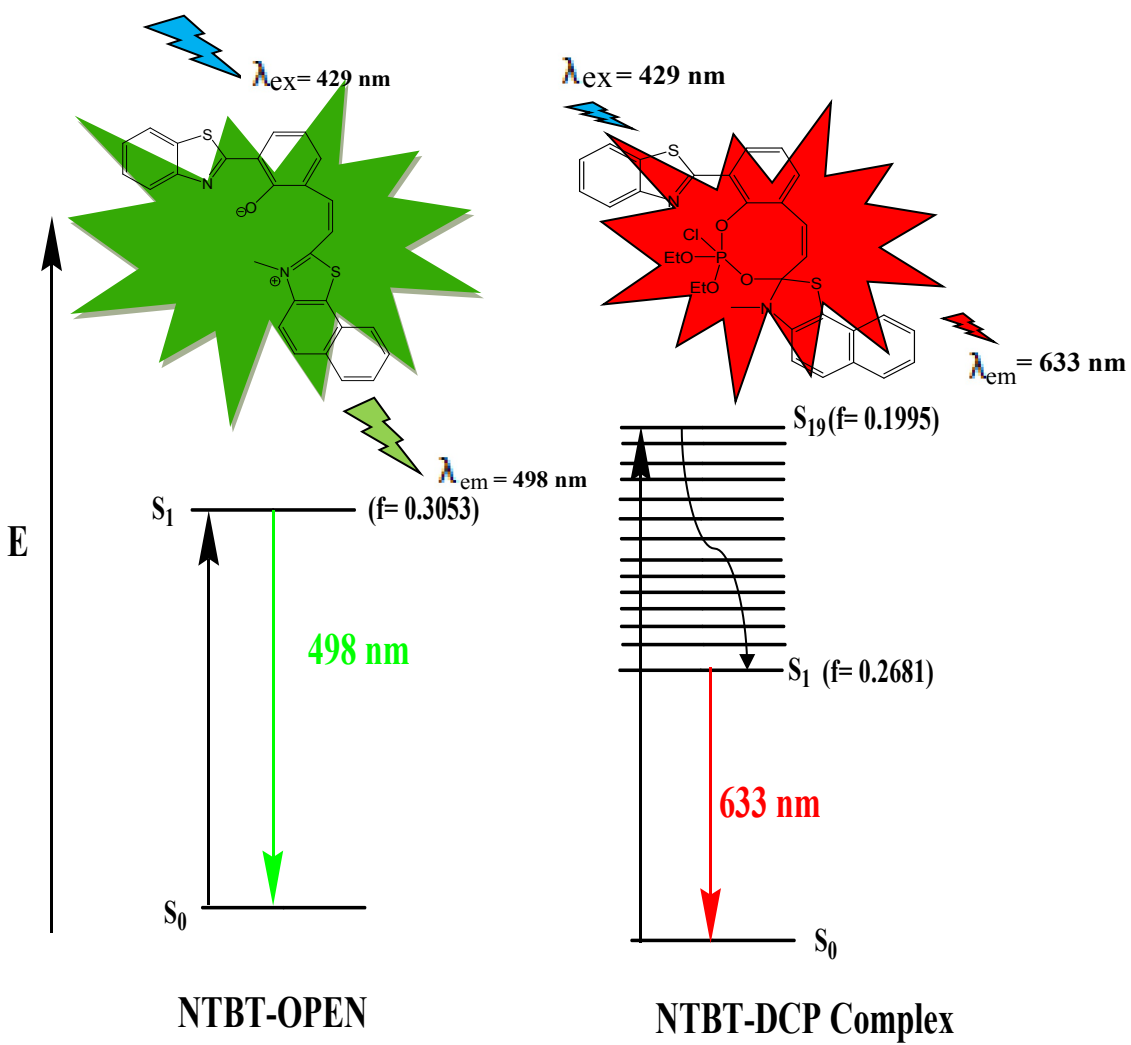 λex= 429 nm
S
N
O
⊖
N
⊕
S
λem = 498 nm
λex = 429 nm
S
N
O
Cl
EtO
P
EtO
O
S
N
λem = 633 nm
E
S1
(f= 0.3053)
498 nm
S0
NTBT-OPEN
S19(f= 0.1995)
S1 (f= 0.2681)
633 nm
S0
NTBT-DCP Complex